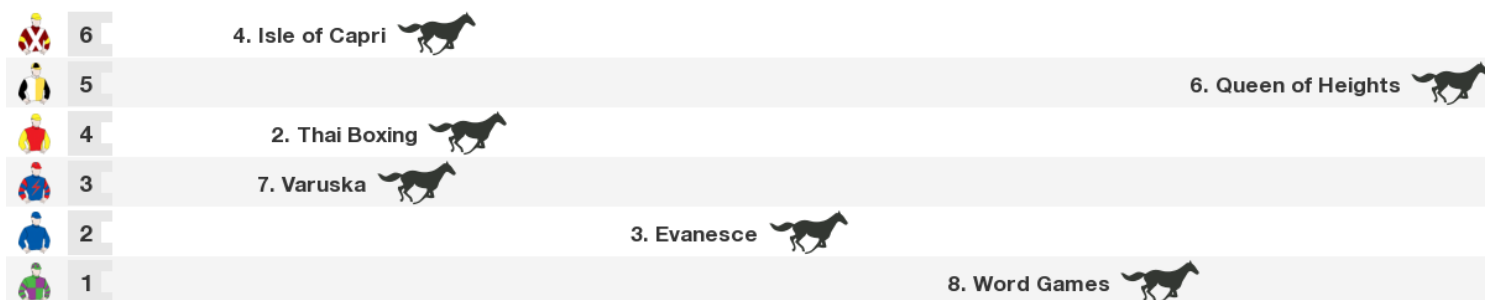 6 4. Isle of Capri
5 6. Queen of Heights
4 2. Thai Boxing
3 7. Varuska
2 3. Evanesce
1 8. Word Games